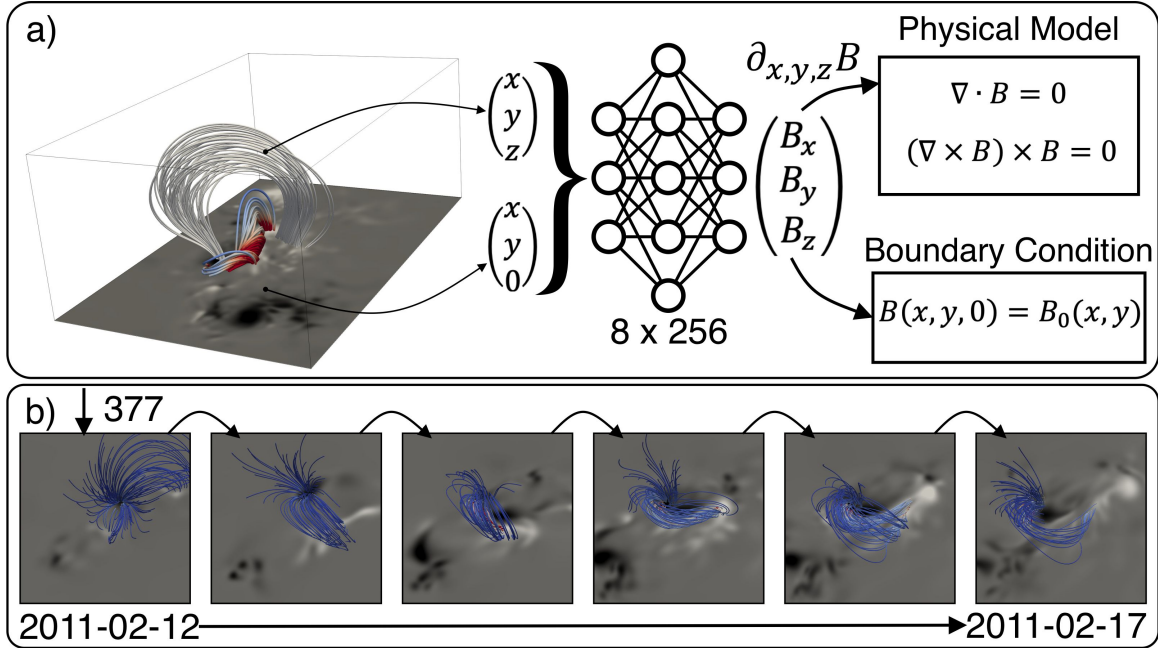 a)
Physical Model
∂x,y,z B
∇ · B = 0
(∇ × B) × B = 0
x
y
z
x
y
0
Bx
By
Bz
8 x 256
Boundary Condition
B(x, y, 0) = B0(x, y)
b)
377
2011-02-12
2011-02-17